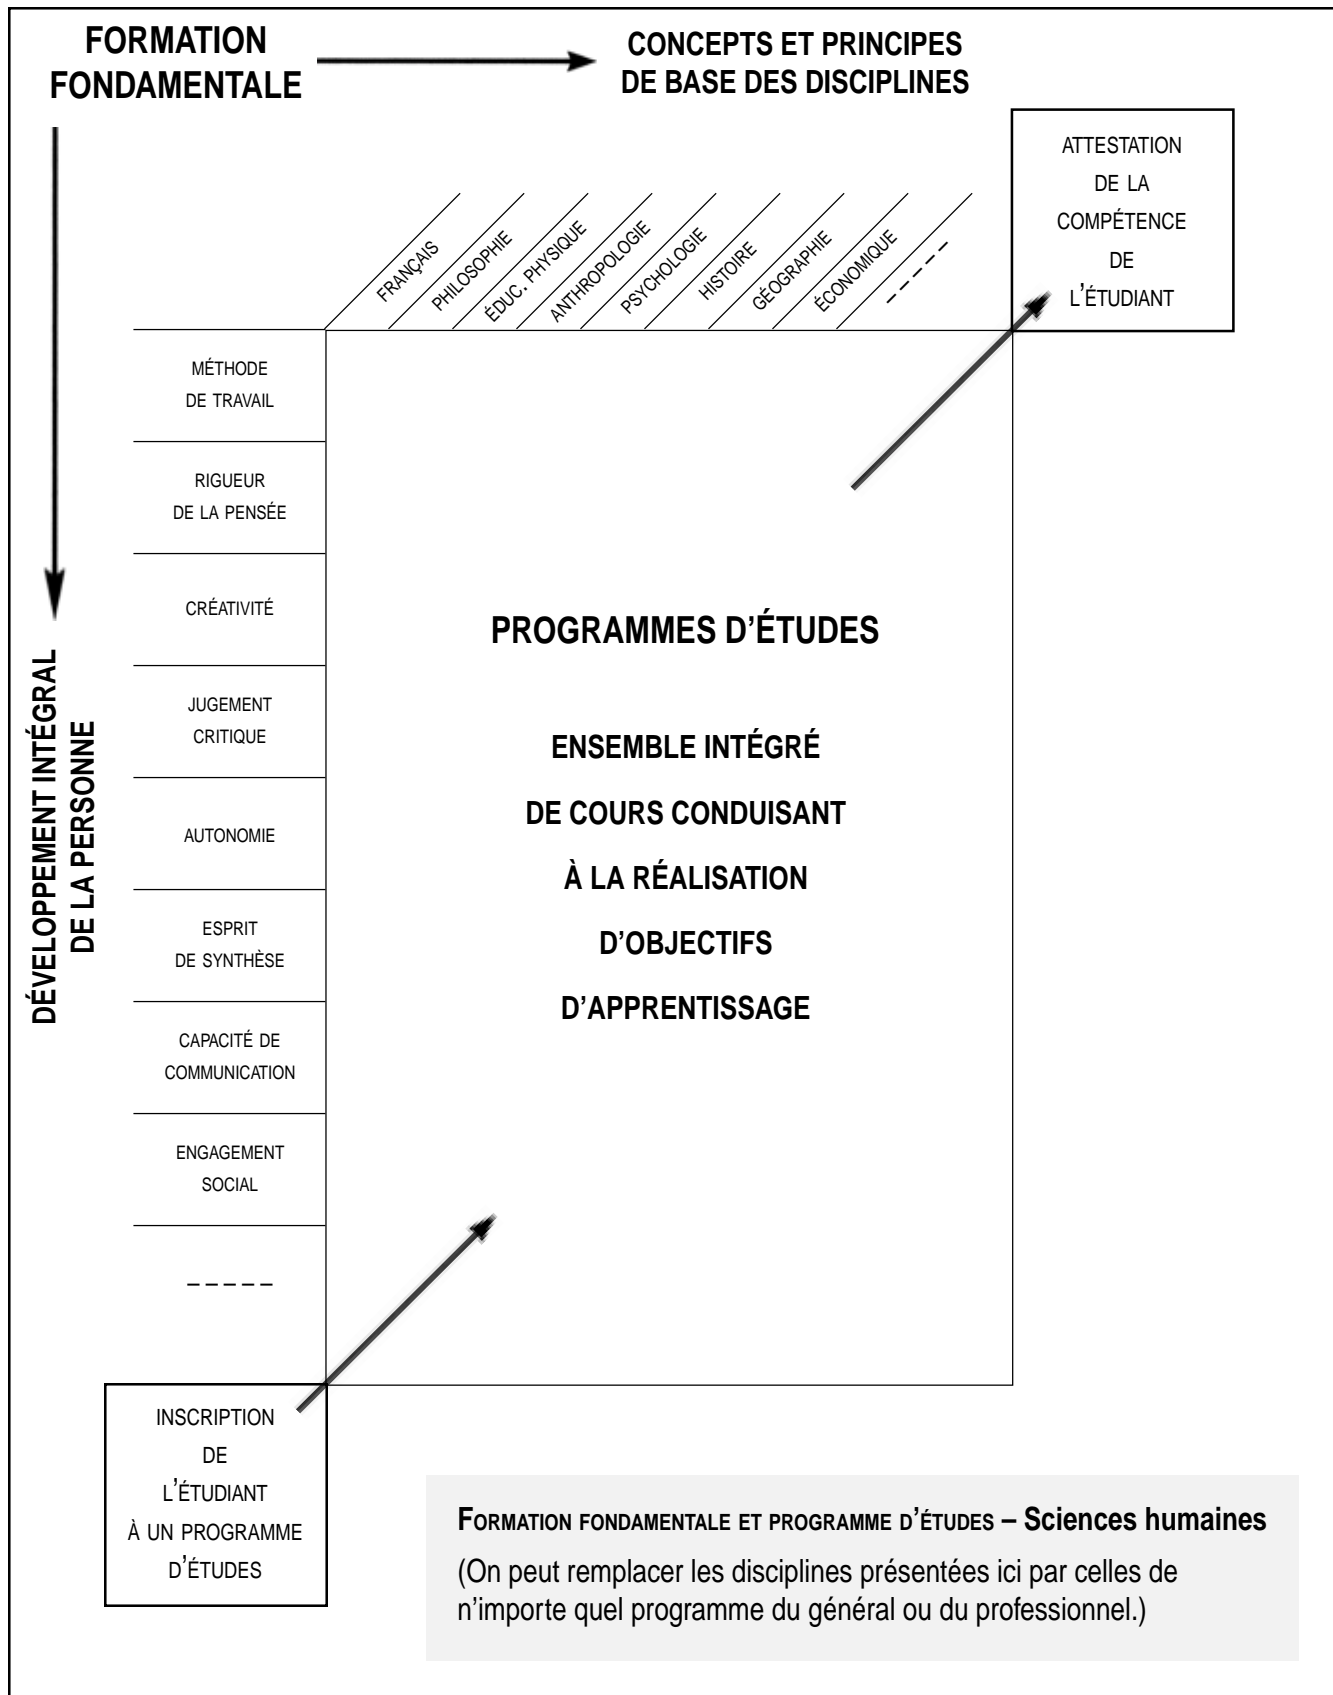 FORMATION
FONDAMENTALE
CONCEPTS ET PRINCIPES
DE BASE DES DISCIPLINES
ATTESTATION
DE LA
COMPÉTENCE
DE
L'ÉTUDIANT
FRANÇAIS
PHILOSOPHIE
ÉDUC. PHYSIQUE
ANTHROPOLOGIE
PSYCHOLOGIE
HISTOIRE
GÉOGRAPHIE
ÉCONOMIQUE
– – – – –
MÉTHODE
DE TRAVAIL
RIGUEUR
DE LA PENSÉE
CRÉATIVITÉ
JUGEMENT
CRITIQUE
AUTONOMIE
ESPRIT
DE SYNTHÈSE
CAPACITÉ DE
COMMUNICATION
ENGAGEMENT
SOCIAL
– – – – –
DÉVELOPPEMENT INTÉGRAL
DE LA PERSONNE
PROGRAMMES D'ÉTUDES
ENSEMBLE INTÉGRÉ
DE COURS CONDUISANT
À LA RÉALISATION
D'OBJECTIFS
D'APPRENTISSAGE
INSCRIPTION
DE
L'ÉTUDIANT
À UN PROGRAMME
D'ÉTUDES
FORMATION FONDAMENTALE ET PROGRAMME D'ÉTUDES – Sciences humaines
(On peut remplacer les disciplines présentées ici par celles de
n'importe quel programme du général ou du professionnel.)